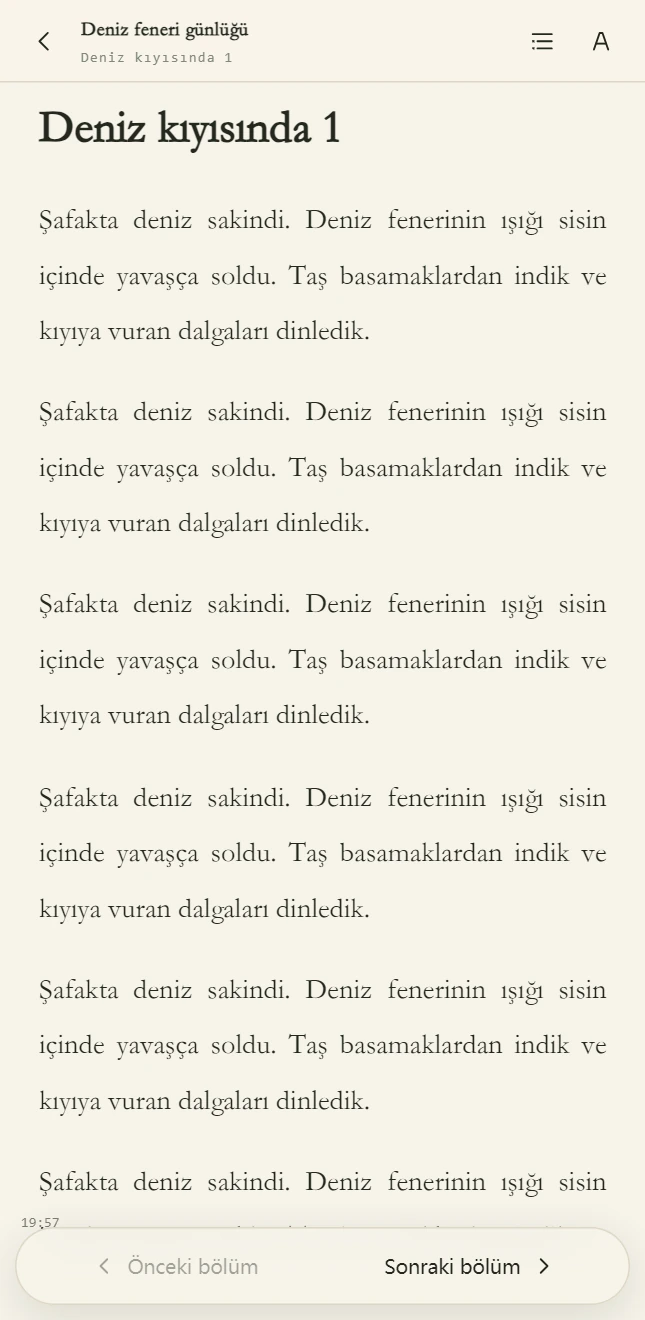 Deniz feneri günlüğü
Deniz kıyısında 1
A
Deniz kıyısında 1
Şafakta deniz sakindi. Deniz fenerinin ışığı sisin
içinde yavaşça soldu. Taş basamaklardan indik ve
kıyıya vuran dalgaları dinledik.
Şafakta deniz sakindi. Deniz fenerinin ışığı sisin
içinde yavaşça soldu. Taş basamaklardan indik ve
kıyıya vuran dalgaları dinledik.
Şafakta deniz sakindi. Deniz fenerinin ışığı sisin
içinde yavaşça soldu. Taş basamaklardan indik ve
kıyıya vuran dalgaları dinledik.
Şafakta deniz sakindi. Deniz fenerinin ışığı sisin
içinde yavaşça soldu. Taş basamaklardan indik ve
kıyıya vuran dalgaları dinledik.
Şafakta deniz sakindi. Deniz fenerinin ışığı sisin
içinde yavaşça soldu. Taş basamaklardan indik ve
kıyıya vuran dalgaları dinledik.
Şafakta deniz sakindi. Deniz fenerinin ışığı sisin
19:57
Önceki bölüm
Sonraki bölüm